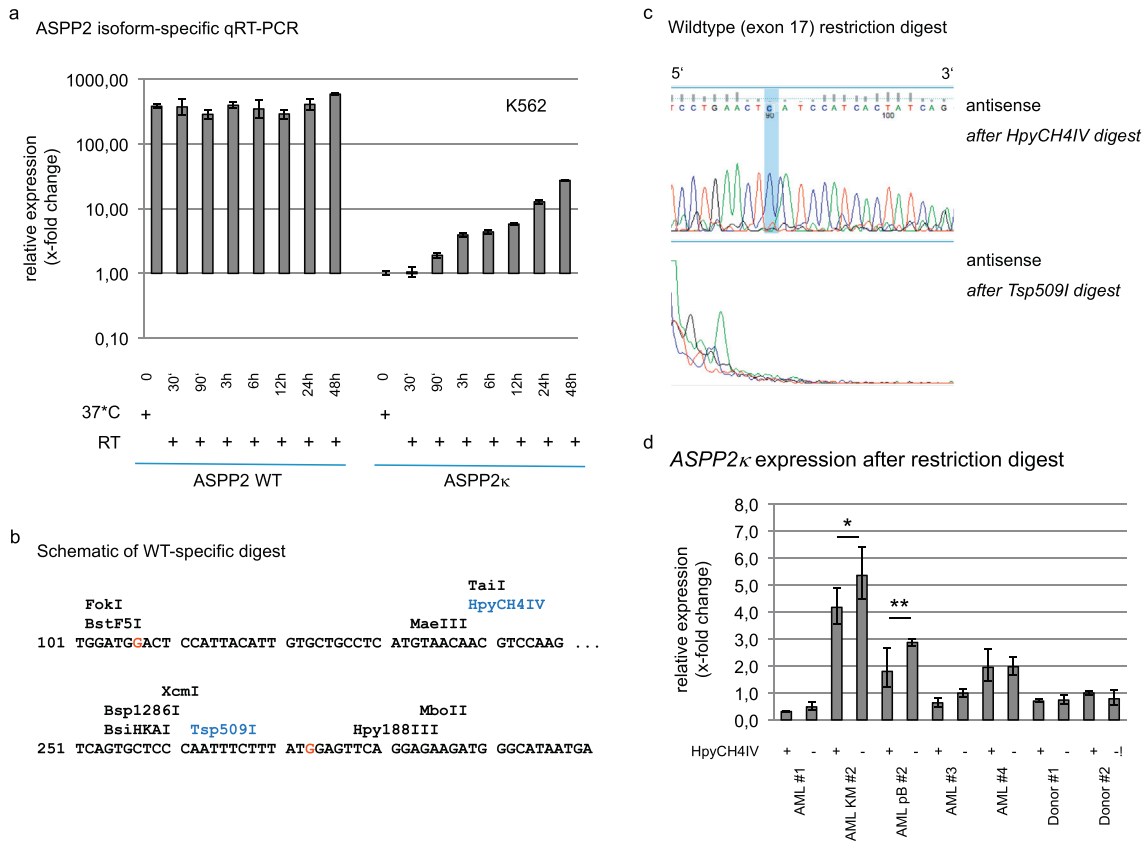 a
ASPP2 isoform-specific qRT-PCR
relative expression
(x-fold change)
1000,00
100,00
10,00
1,00
0,10
K562
0 30' 90' 3h 6h 12h 24h 48h 0 30' 90' 3h 6h 12h 24h 48h
37*C + +
RT + + + + + + + + + + + + + +
ASPP2 WT ASPP2κ
b
Schematic of WT-specific digest
TaiI
FokI HpyCH4IV
BstF5I MaeIII
101 TGGATGGACT CCATTACATT GTGCTGCCTC ATGTAACAAC GTCCAAG ...
XcmI
Bsp1286I MboII
BsiHKAI Tsp509I Hpy188III
251 TCAGTGCTCC CAATTTCTTT ATGGAGTTCA GGAGAAGATG GGCATAATGA
c
Wildtype (exon 17) restriction digest
5' 3'
TCCTGAACTCATCCATCACTATCAG
90 100
antisense
after HpyCH4IV digest
antisense
after Tsp509I digest
d
ASPP2κ expression after restriction digest
relative expression
(x-fold change)
8,0
7,0
6,0
5,0
4,0
3,0
2,0
1,0
0,0
*
**
HpyCH4IV + - + - + - + - + - + - + -!
AML #1
AML KM #2
AML pB #2
AML #3
AML #4
Donor #1
Donor #2